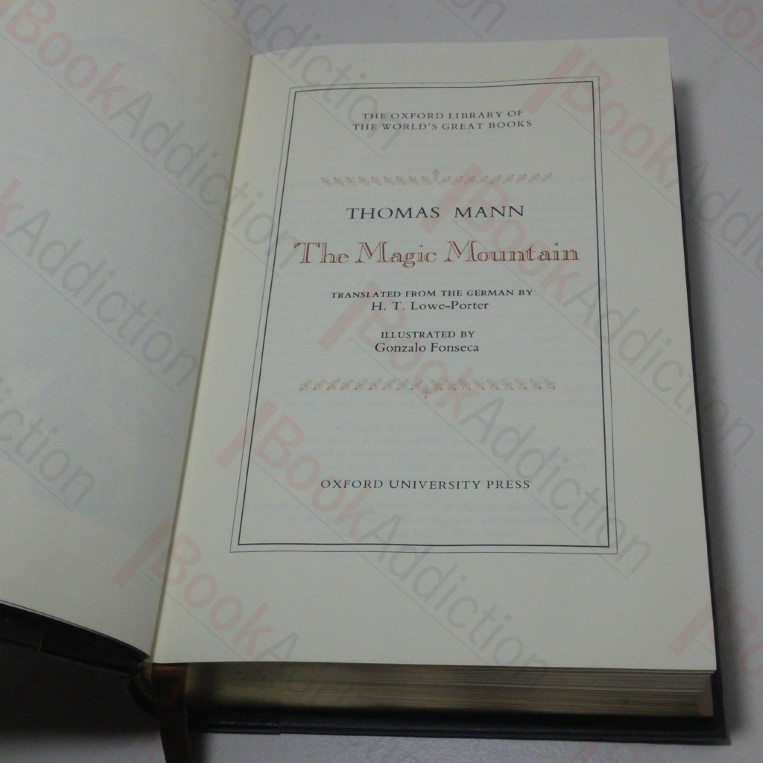 THE OXFORD LIBRARY OF
THE WORLD'S GREAT BOOKS
THOMAS MANN
The Magic Mountain
TRANSLATED FROM THE GERMAN BY
H. T. Lowe-Porter
ILLUSTRATED BY
Gonzalo Fonseca
OXFORD UNIVERSITY PRESS
BookAddiction